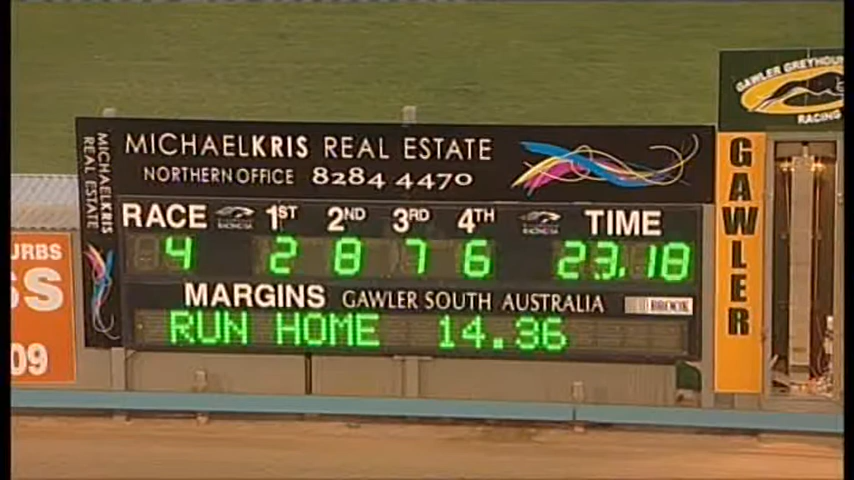 GAWLER GREYHOUND
RACING
MICHAELKRIS REAL ESTATE
NORTHERN OFFICE 8284 4470
MICHAELKRIS
REAL ESTATE
RACE 1ST 2ND 3RD 4TH TIME
4 2 8 7 6 23.18
MARGINS GAWLER SOUTH AUSTRALIA BROOK
RUN HOME 14.36
GAWLER
URBS
S
09